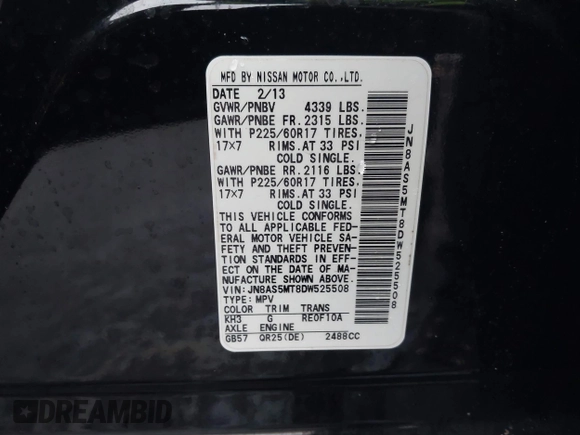 MFD BY NISSAN MOTOR CO.,LTD.
DATE 2/13
GVWR/PNBV 4339 LBS.
GAWR/PNBE FR. 2315 LBS.
WITH P225/60R17 TIRES,
17×7 RIMS.AT 33 PSI
COLD SINGLE.
GAWR/PNBE RR. 2116 LBS.
WITH P225/60R17 TIRES,
17×7 RIMS.AT 33 PSI
COLD SINGLE.
THIS VEHICLE CONFORMS
TO ALL APPLICABLE FED-
ERAL MOTOR VEHICLE SA-
FETY AND THEFT PREVEN-
TION STANDARDS IN EFF-
ECT ON THE DATE OF MA-
NUFACTURE SHOWN ABOVE.
VIN: JN8AS5MT8DW525508
TYPE: MPV
COLOR TRIM TRANS
KH3 G RE0F10A
AXLE ENGINE
GB57 QR25(DE) 2488CC
JN8AS5MT8DW525508
DREAMBID